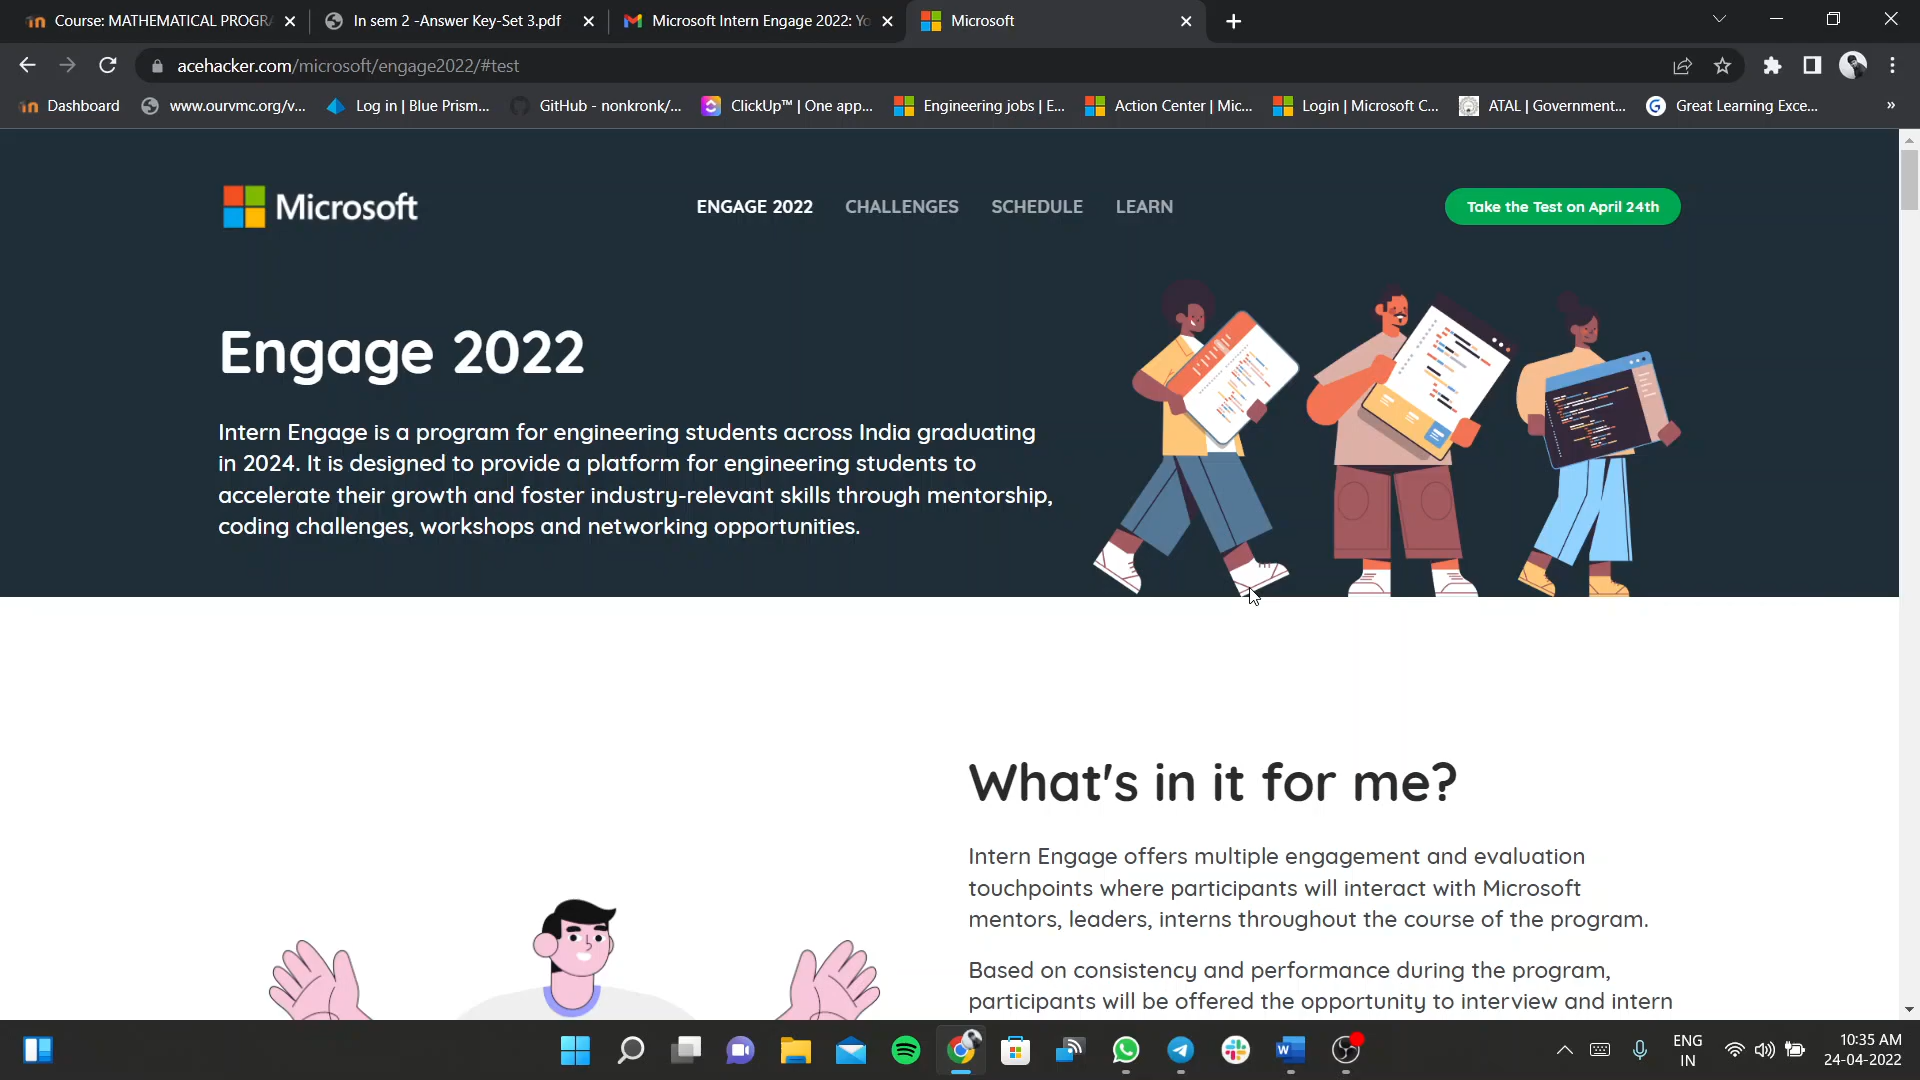 Course: MATHEMATICAL PROGRA
In sem 2 -Answer Key-Set 3.pdf
Microsoft Intern Engage 2022: Yo
Microsoft
acehacker.com/microsoft/engage2022/#test
Dashboard
www.ourvmc.org/v...
Log in | Blue Prism...
GitHub - nonkronk/...
ClickUp™ | One app...
Engineering jobs | E...
Action Center | Mic...
Login | Microsoft C...
ATAL | Government...
Great Learning Exce...
»
Microsoft
ENGAGE 2022
CHALLENGES
SCHEDULE
LEARN
Take the Test on April 24th
Engage 2022
Intern Engage is a program for engineering students across India graduating
in 2024. It is designed to provide a platform for engineering students to
accelerate their growth and foster industry-relevant skills through mentorship,
coding challenges, workshops and networking opportunities.
What's in it for me?
Intern Engage offers multiple engagement and evaluation
touchpoints where participants will interact with Microsoft
mentors, leaders, interns throughout the course of the program.
Based on consistency and performance during the program,
participants will be offered the opportunity to interview and intern
ENG
IN
10:35 AM
24-04-2022